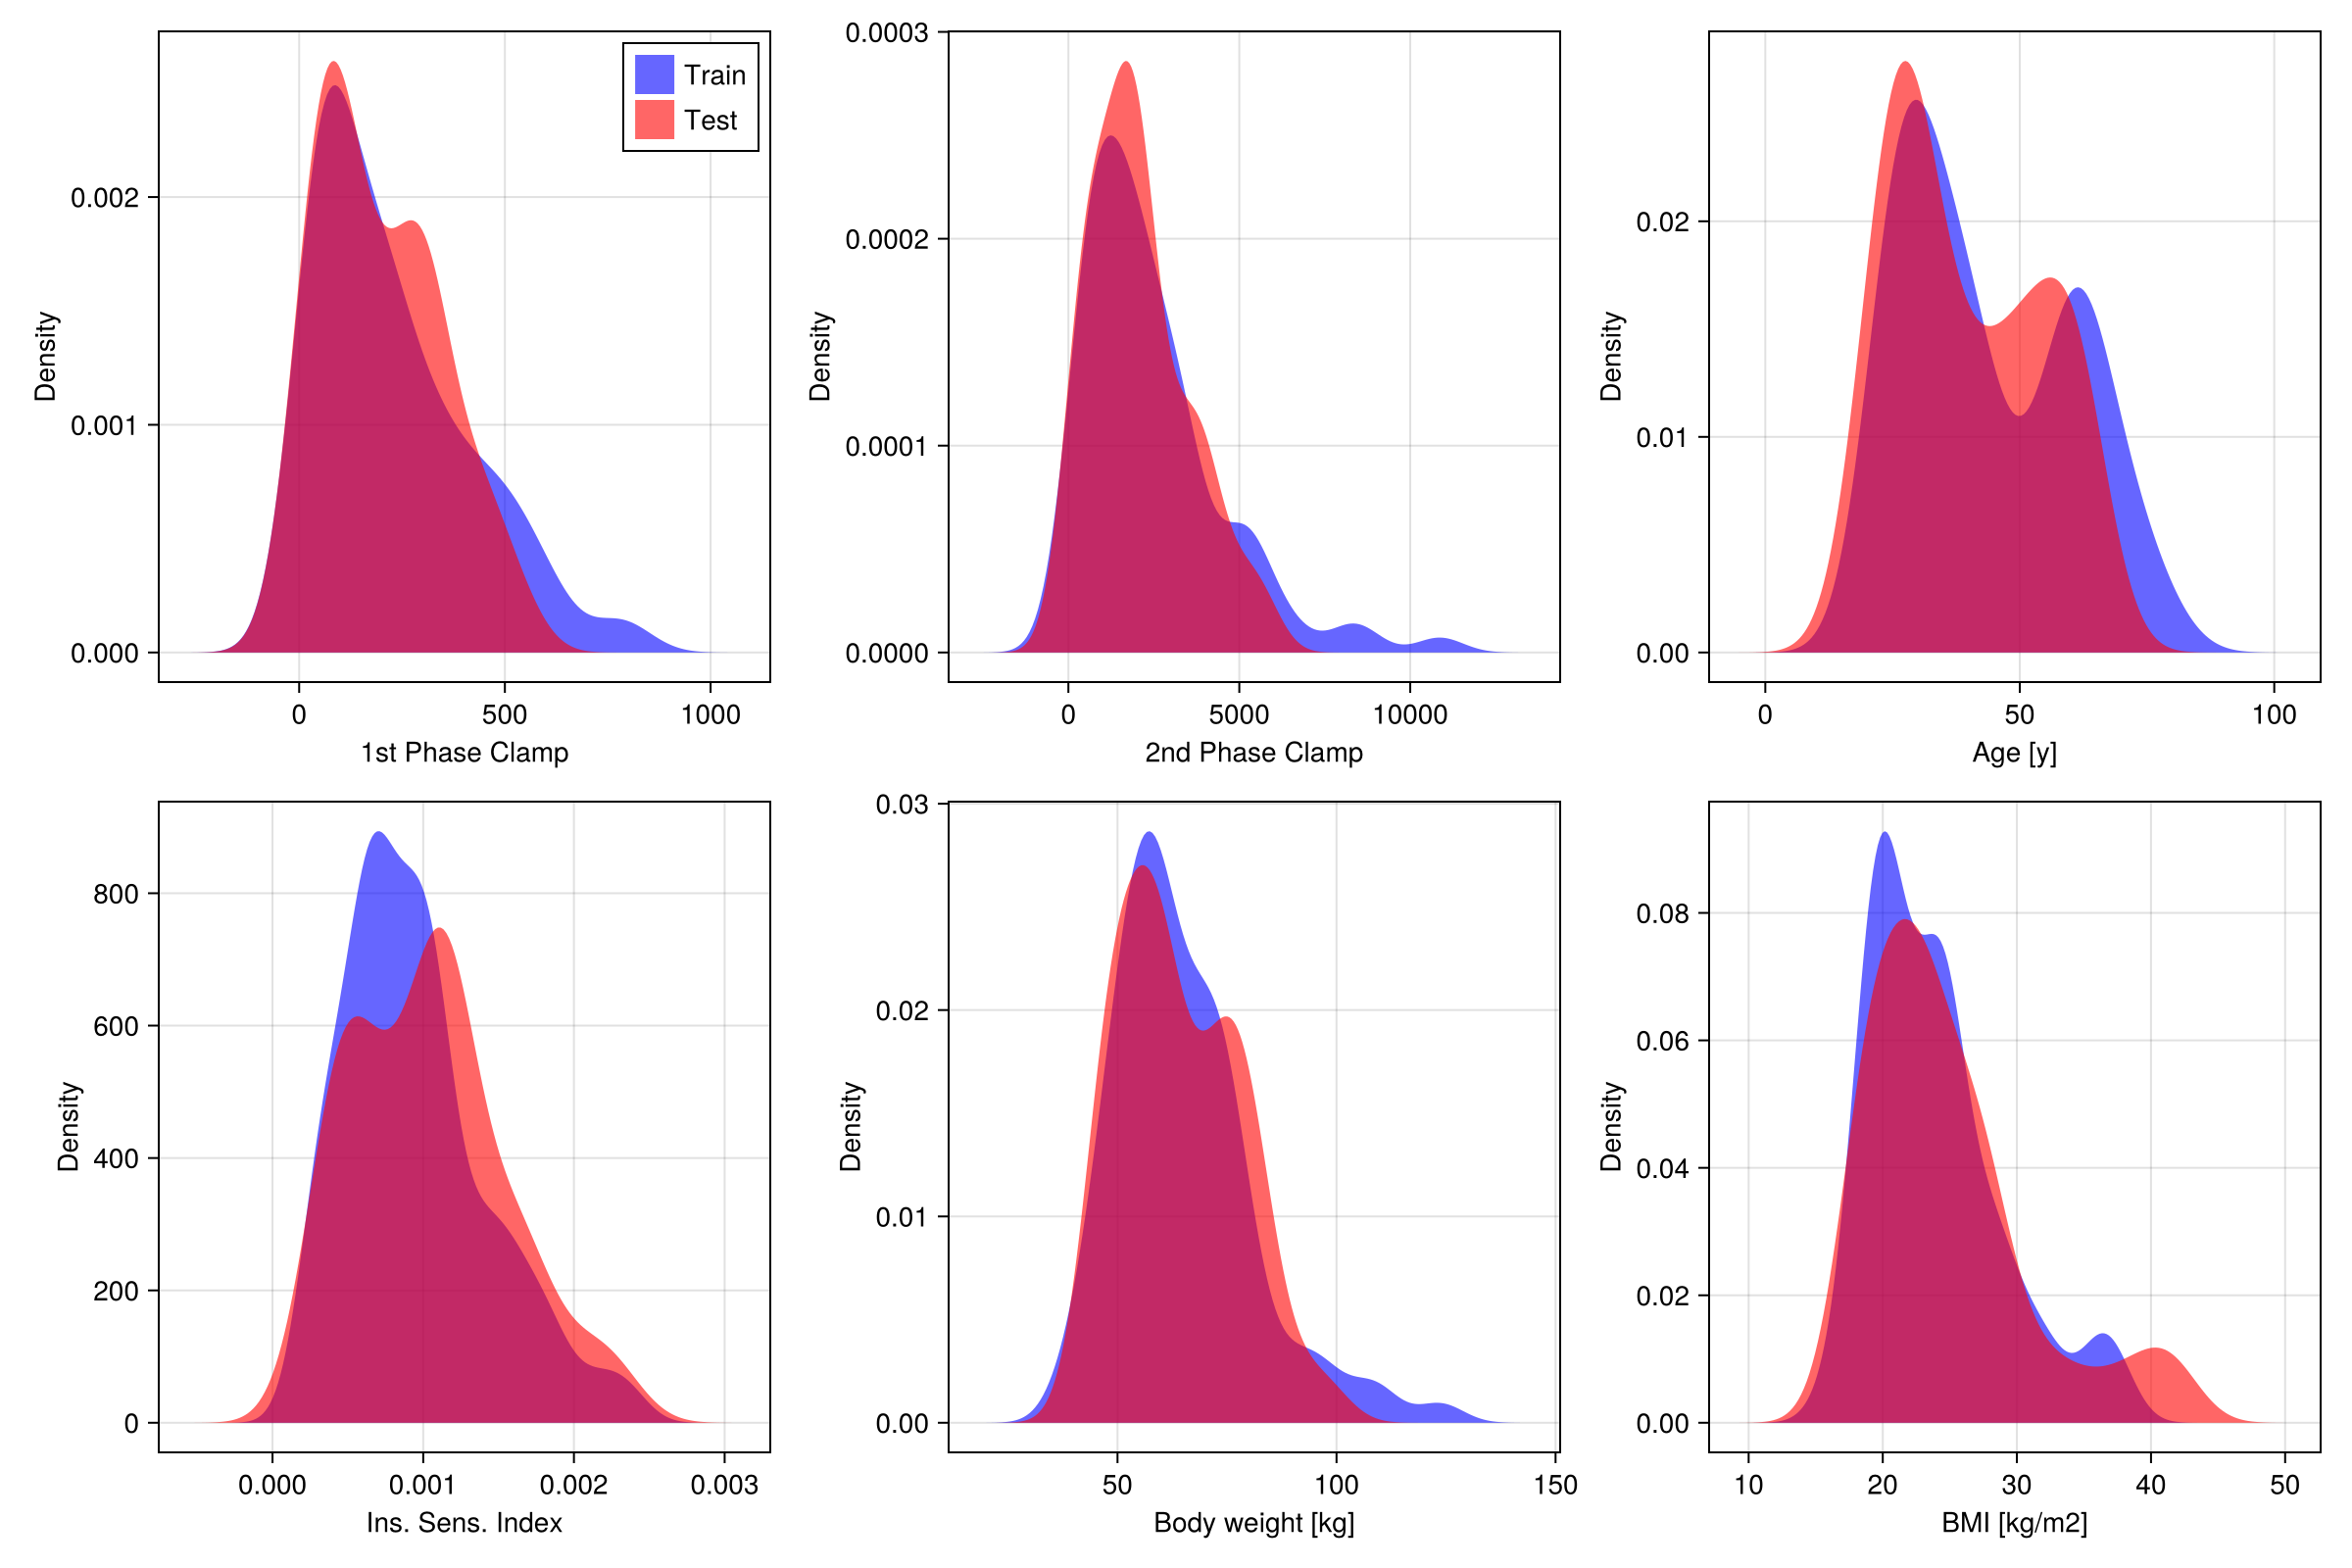 Train
Test
0.002
0.001
0.000
Density
0 500 1000
1st Phase Clamp
0.0003
0.0002
0.0001
0.0000
Density
0 5000 10000
2nd Phase Clamp
0.02
0.01
0.00
Density
0 50 100
Age [y]
800
600
400
200
0
Density
0.000 0.001 0.002 0.003
Ins. Sens. Index
0.03
0.02
0.01
0.00
Density
50 100 150
Body weight [kg]
0.08
0.06
0.04
0.02
0.00
Density
10 20 30 40 50
BMI [kg/m2]